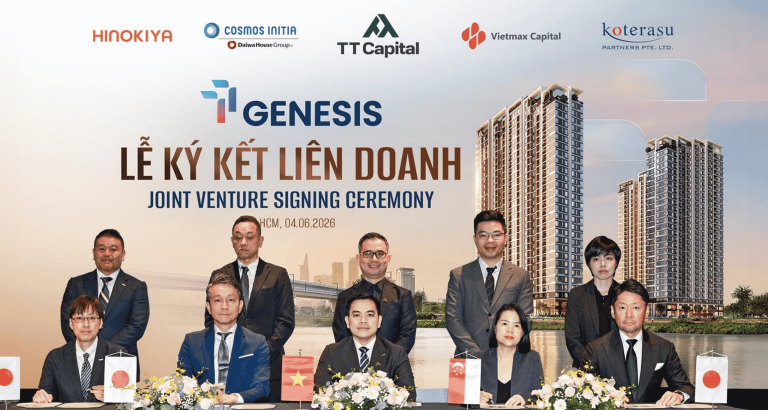 HINOKIYA
COSMOS INITIA
Daiwa House Group
TT Capital
Vietmax Capital
koterasu
PARTNERS PTE. LTD.
GENESIS
LỄ KÝ KẾT LIÊN DOANH
JOINT VENTURE SIGNING CEREMONY
HCM, 04.06.2026